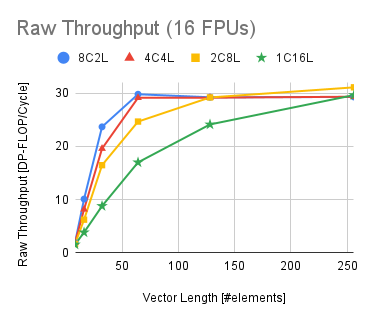 Raw Throughput (16 FPUs)
8C2L 4C4L 2C8L 1C16L
Raw Throughput [DP-FLOP/Cycle]
30
20
10
0
50 100 150 200 250
Vector Length [#elements]